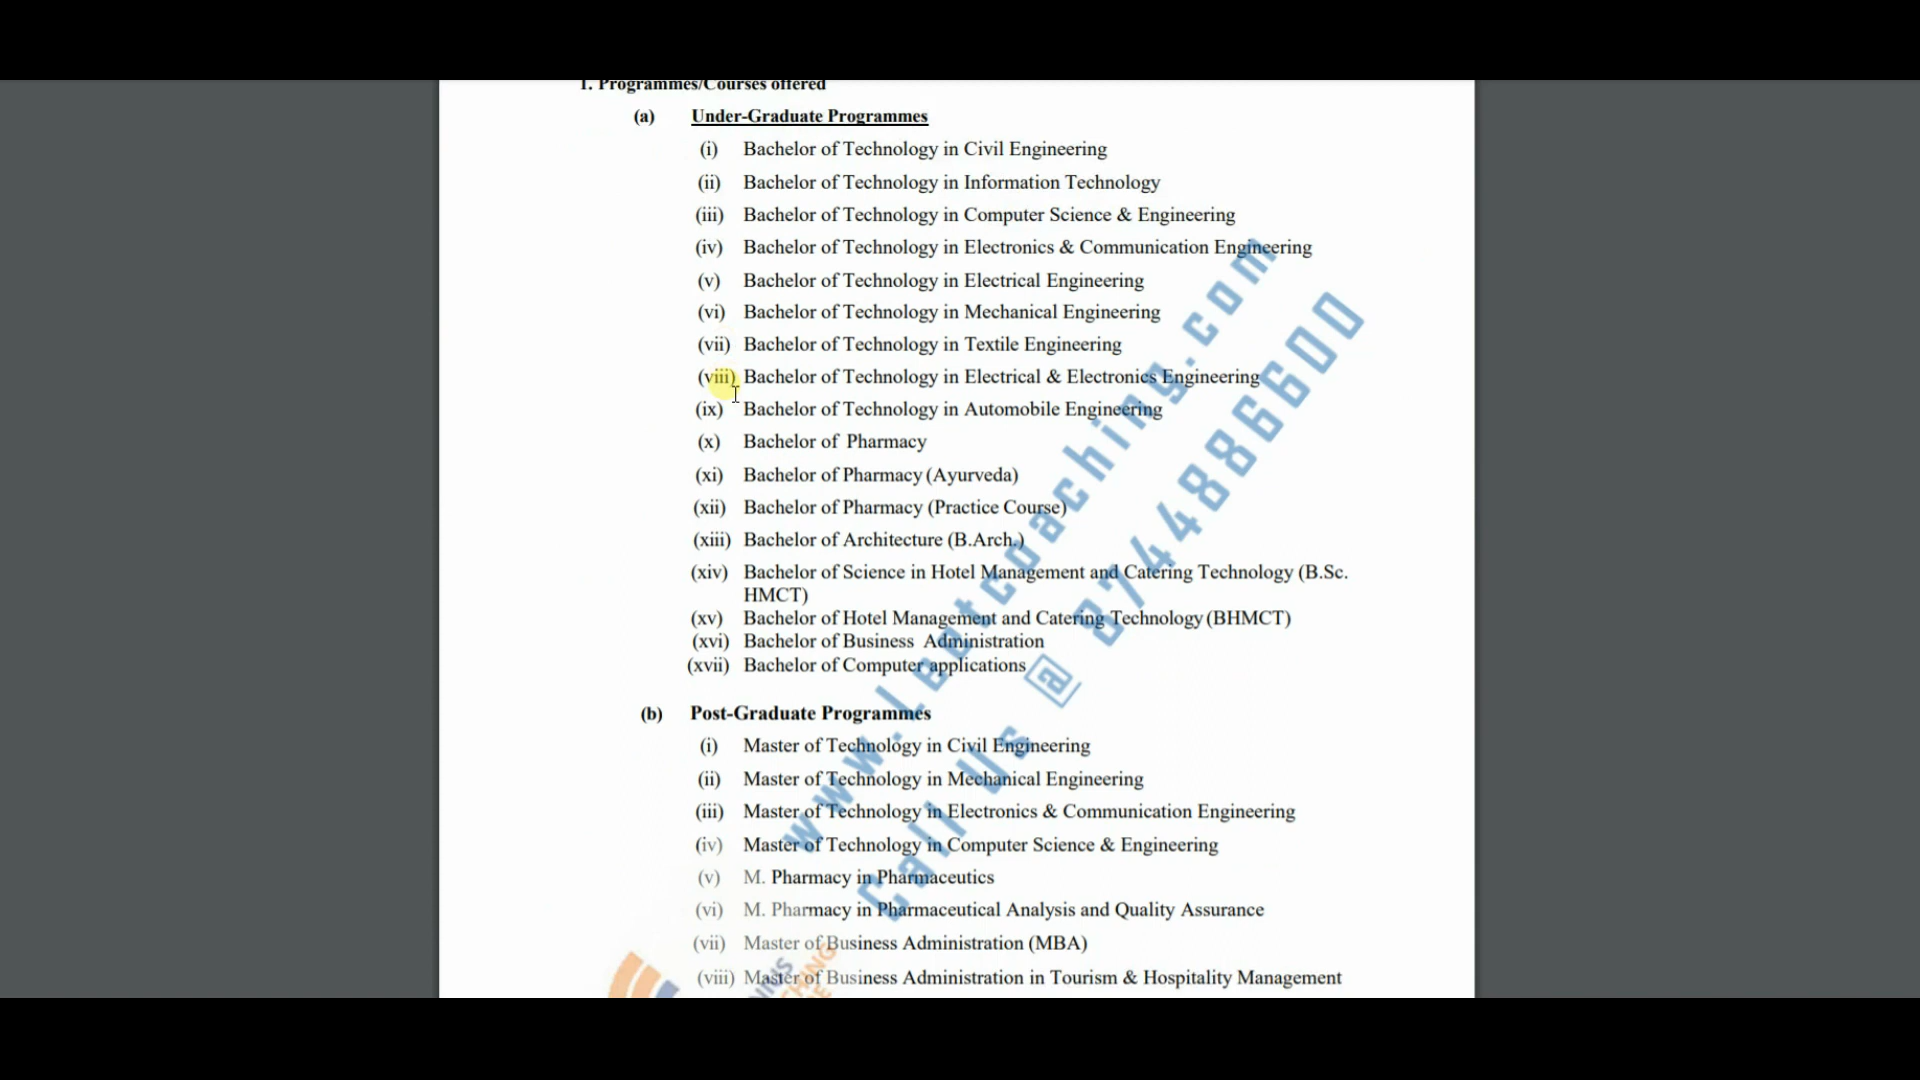 1. Programmes/Courses offered
(a) Under-Graduate Programmes
(i) Bachelor of Technology in Civil Engineering
(ii) Bachelor of Technology in Information Technology
(iii) Bachelor of Technology in Computer Science & Engineering
(iv) Bachelor of Technology in Electronics & Communication Engineering
(v) Bachelor of Technology in Electrical Engineering
(vi) Bachelor of Technology in Mechanical Engineering
(vii) Bachelor of Technology in Textile Engineering
(viii) Bachelor of Technology in Electrical & Electronics Engineering
(ix) Bachelor of Technology in Automobile Engineering
(x) Bachelor of Pharmacy
(xi) Bachelor of Pharmacy (Ayurveda)
(xii) Bachelor of Pharmacy (Practice Course)
(xiii) Bachelor of Architecture (B.Arch.)
(xiv) Bachelor of Science in Hotel Management and Catering Technology (B.Sc.
HMCT)
(xv) Bachelor of Hotel Management and Catering Technology (BHMCT)
(xvi) Bachelor of Business Administration
(xvii) Bachelor of Computer applications
(b) Post-Graduate Programmes
(i) Master of Technology in Civil Engineering
(ii) Master of Technology in Mechanical Engineering
(iii) Master of Technology in Electronics & Communication Engineering
(iv) Master of Technology in Computer Science & Engineering
(v) M. Pharmacy in Pharmaceutics
(vi) M. Pharmacy in Pharmaceutical Analysis and Quality Assurance
(vii) Master of Business Administration (MBA)
(viii) Master of Business Administration in Tourism & Hospitality Management
www.Leetcoaching.com
Call Us @ 8744886600